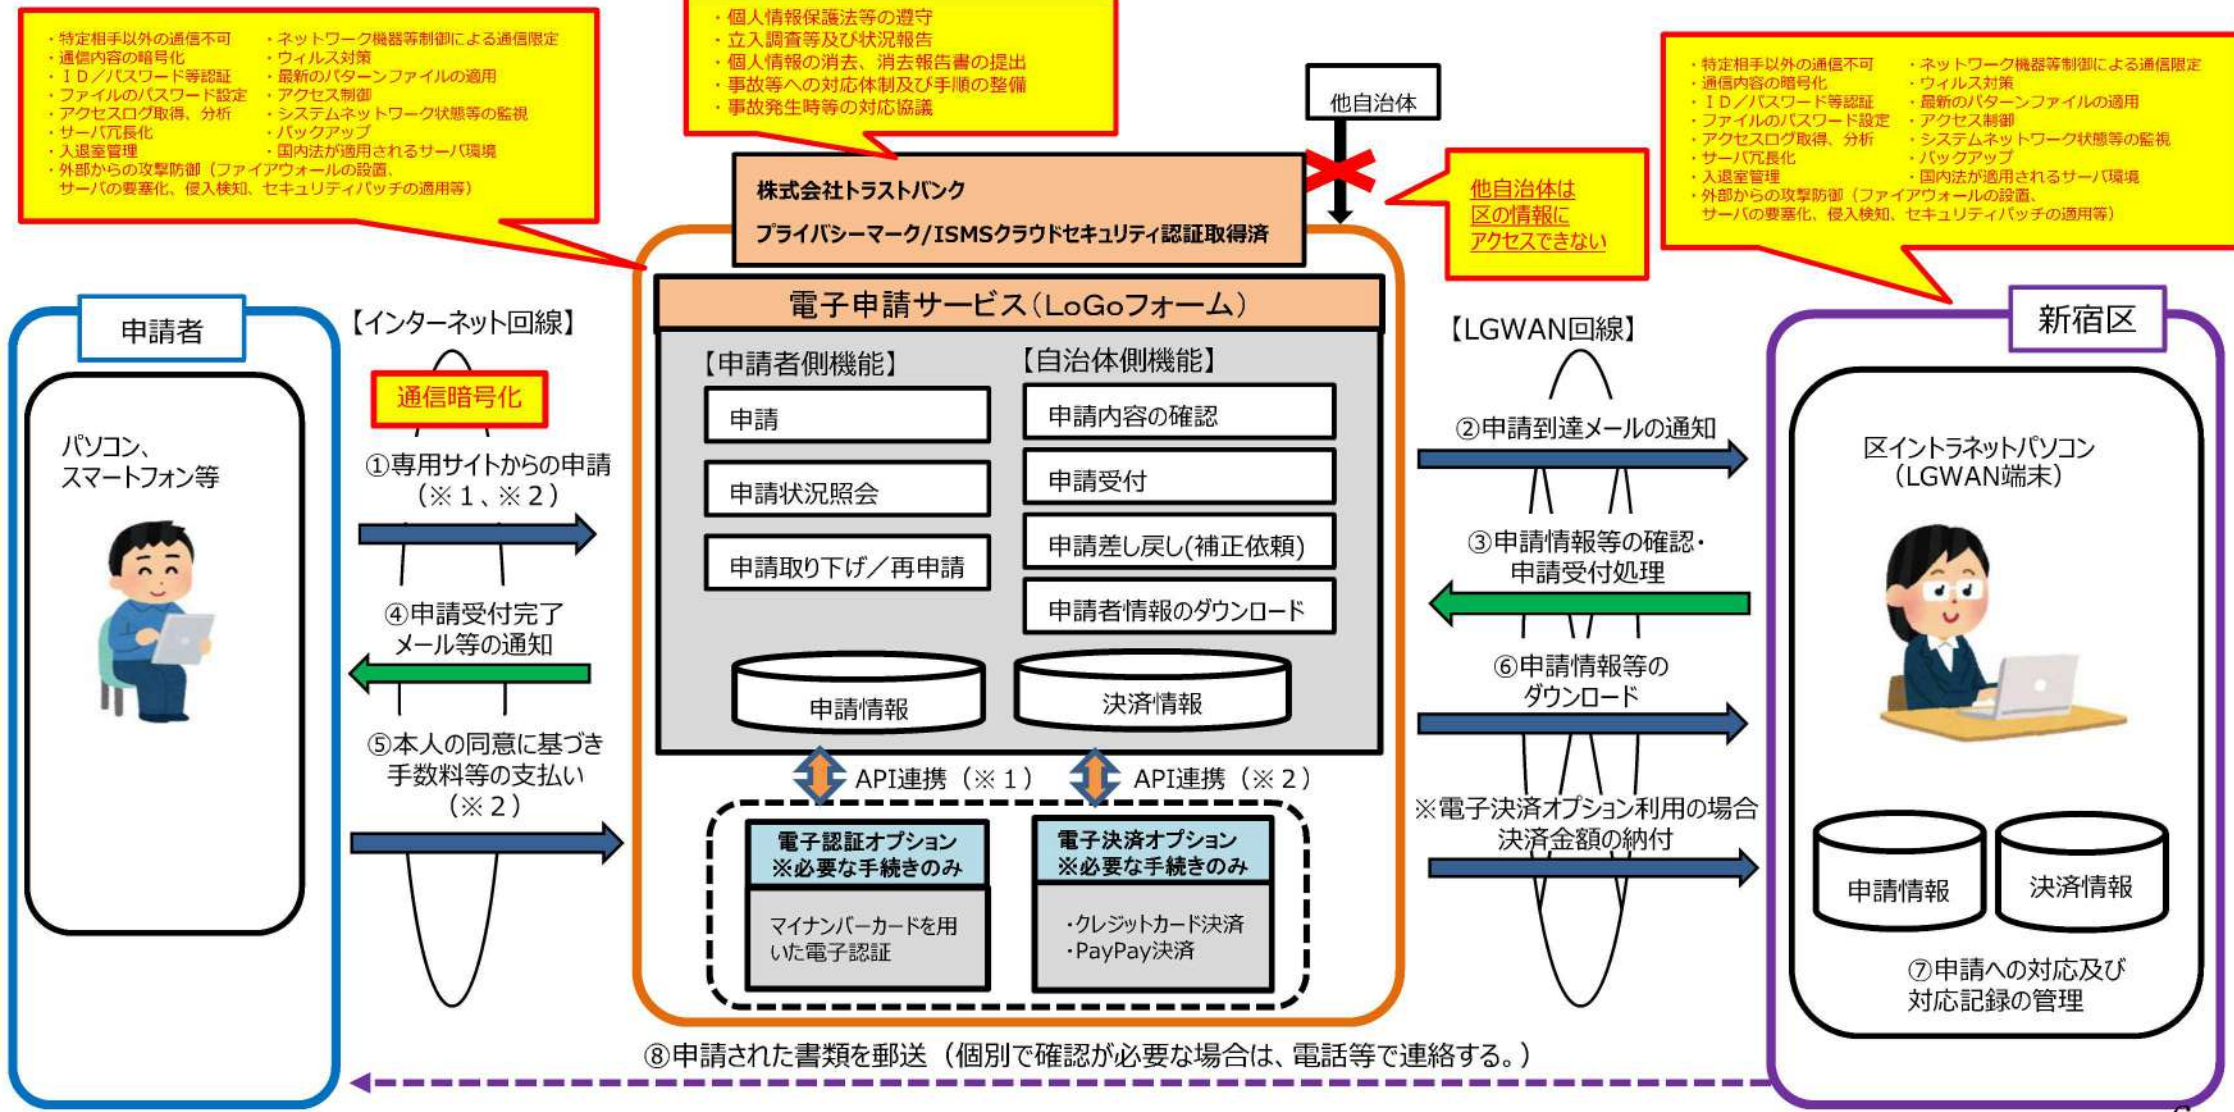 ・特定相手以外の通信不可　・ネットワーク機器等制御による通信限定
・通信内容の暗号化　・ウィルス対策
・ＩＤ／パスワード等認証　・最新のパターンファイルの適用
・ファイルのパスワード設定　・アクセス制御
・アクセスログ取得、分析　・システムネットワーク状態等の監視
・サーバ冗長化　・バックアップ
・入退室管理　・国内法が適用されるサーバ環境
・外部からの攻撃防御（ファイアウォールの設置、
サーバの要塞化、侵入検知、セキュリティパッチの適用等）
・個人情報保護法等の遵守
・立入調査等及び状況報告
・個人情報の消去、消去報告書の提出
・事故等への対応体制及び手順の整備
・事故発生時等の対応協議
他自治体
他自治体は
区の情報に
アクセスできない
・特定相手以外の通信不可　・ネットワーク機器等制御による通信限定
・通信内容の暗号化　・ウィルス対策
・ＩＤ／パスワード等認証　・最新のパターンファイルの適用
・ファイルのパスワード設定　・アクセス制御
・アクセスログ取得、分析　・システムネットワーク状態等の監視
・サーバ冗長化　・バックアップ
・入退室管理　・国内法が適用されるサーバ環境
・外部からの攻撃防御（ファイアウォールの設置、
サーバの要塞化、侵入検知、セキュリティパッチの適用等）
株式会社トラストバンク
プライバシーマーク/ISMSクラウドセキュリティ認証取得済
申請者
パソコン、
スマートフォン等
【インターネット回線】
通信暗号化
①専用サイトからの申請
（※１、※２）
④申請受付完了
メール等の通知
⑤本人の同意に基づき
手数料等の支払い
（※２）
電子申請サービス（LoGoフォーム）
【申請者側機能】
申請
申請状況照会
申請取り下げ／再申請
【自治体側機能】
申請内容の確認
申請受付
申請差し戻し(補正依頼)
申請者情報のダウンロード
申請情報
決済情報
API連携（※１）
API連携（※２）
電子認証オプション
※必要な手続きのみ
マイナンバーカードを用
いた電子認証
電子決済オプション
※必要な手続きのみ
・クレジットカード決済
・PayPay決済
【LGWAN回線】
②申請到達メールの通知
③申請情報等の確認・
申請受付処理
⑥申請情報等の
ダウンロード
※電子決済オプション利用の場合
決済金額の納付
新宿区
区イントラネットパソコン
（LGWAN端末）
申請情報
決済情報
⑦申請への対応及び
対応記録の管理
⑧申請された書類を郵送（個別で確認が必要な場合は、電話等で連絡する。）